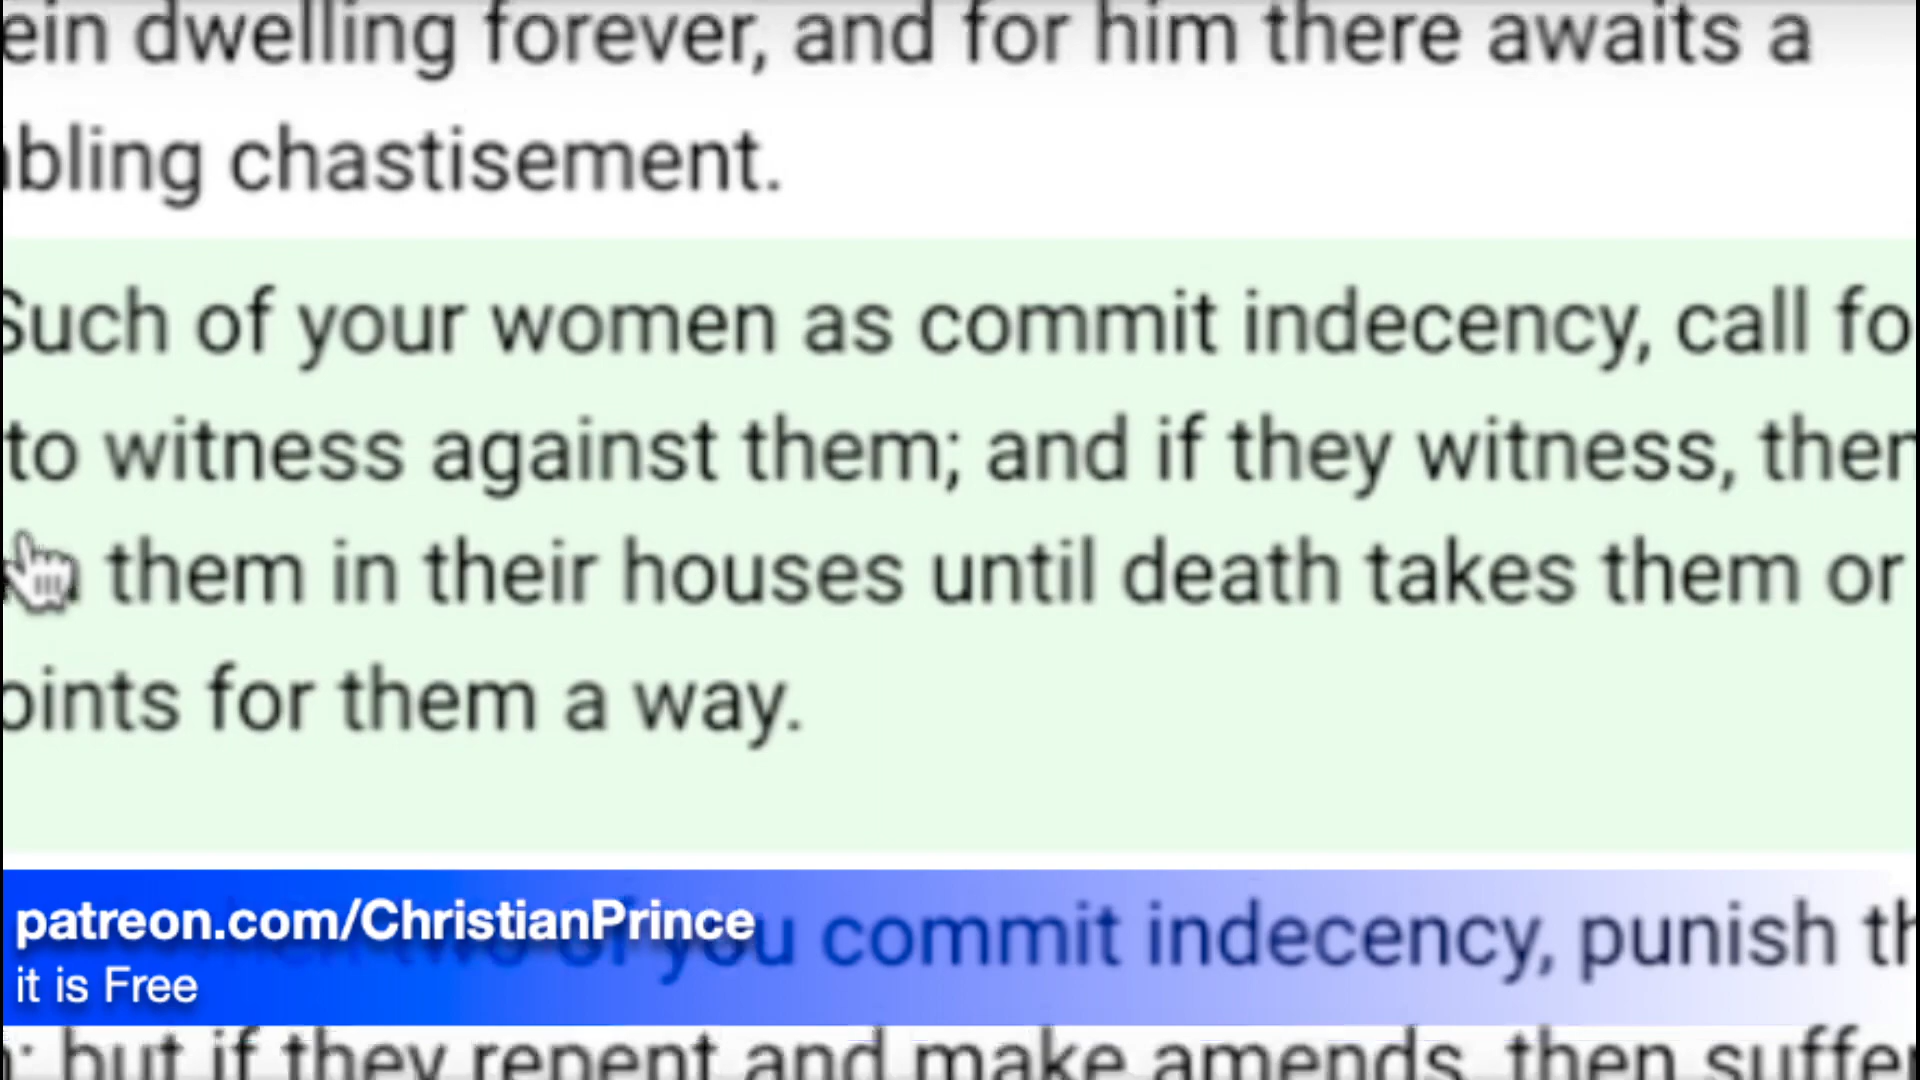 ein dwelling forever, and for him there awaits a
bling chastisement.
Such of your women as commit indecency, call fo
to witness against them; and if they witness, then
them in their houses until death takes them or
oints for them a way.
patreon.com/ChristianPrince
two of you commit indecency, punish th
it is Free
but if they repent and make amends, then suffer